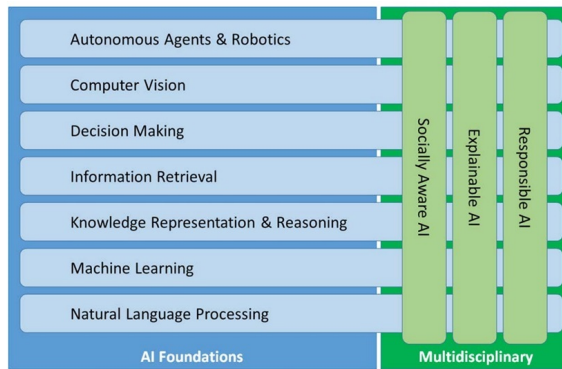 Autonomous Agents & Robotics
Computer Vision
Decision Making
Information Retrieval
Knowledge Representation & Reasoning
Machine Learning
Natural Language Processing
Socially Aware AI
Explainable AI
Responsible AI
AI Foundations
Multidisciplinary